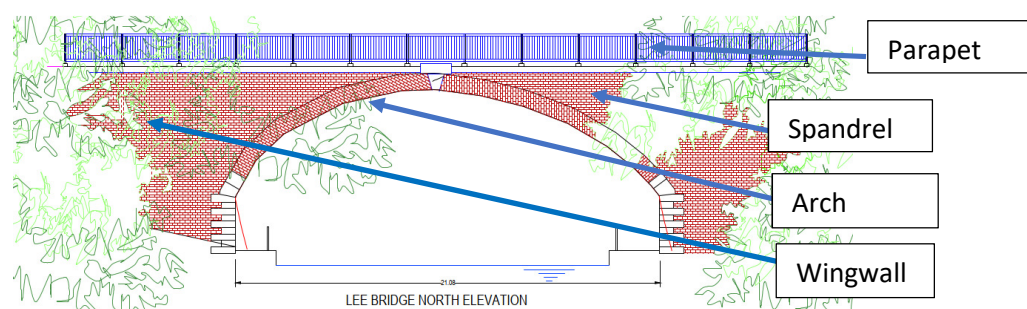 Parapet
Spandrel
Arch
Wingwall
21.08
LEE BRIDGE NORTH ELEVATION